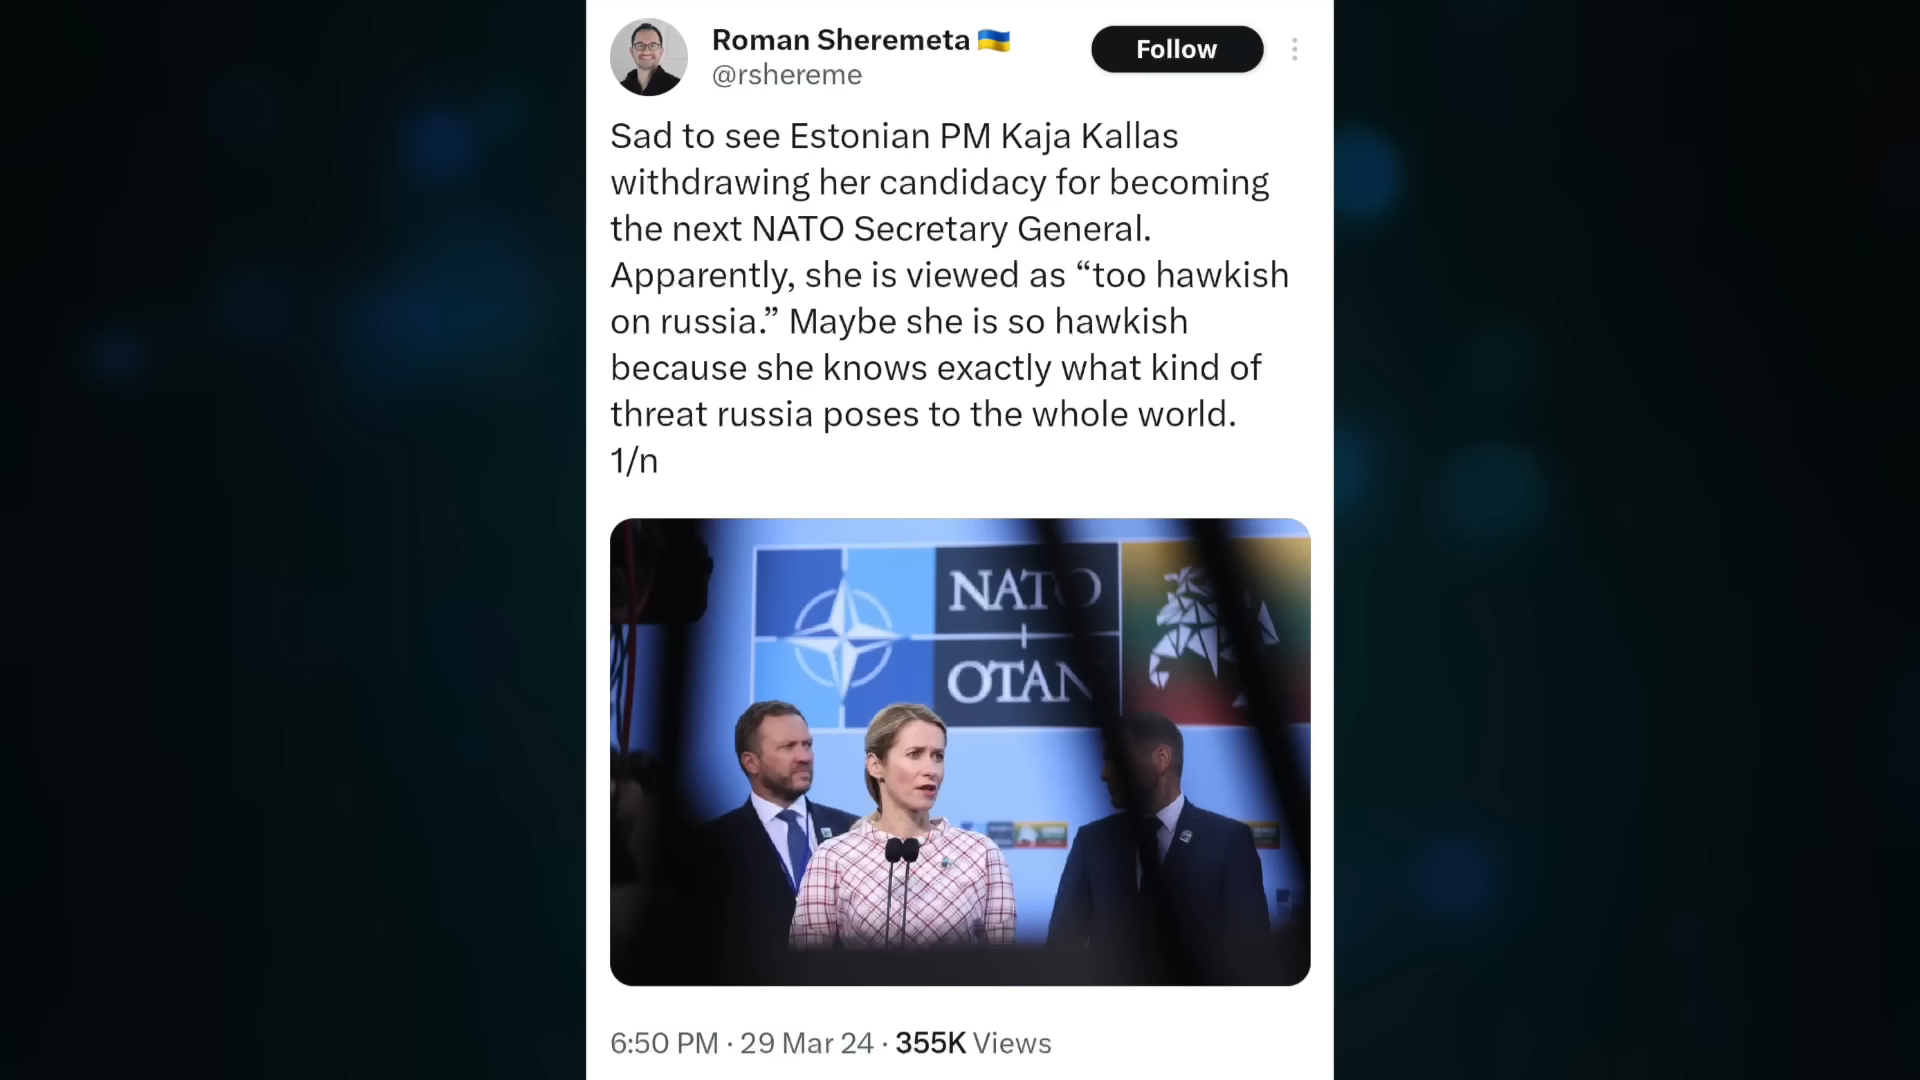 Roman Sheremeta 🇺🇦
@rshereme
Follow
Sad to see Estonian PM Kaja Kallas
withdrawing her candidacy for becoming
the next NATO Secretary General.
Apparently, she is viewed as “too hawkish
on russia.” Maybe she is so hawkish
because she knows exactly what kind of
threat russia poses to the whole world.
1/n
NATO
OTAN
6:50 PM · 29 Mar 24 · 355K Views